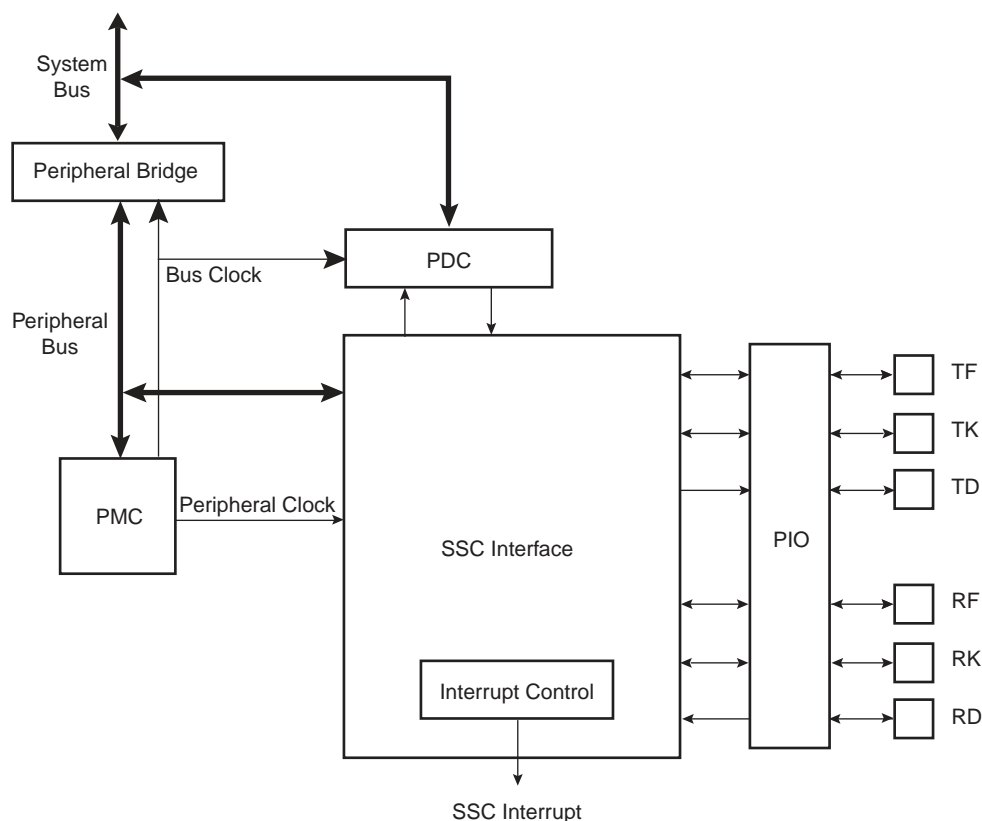 System
Bus
Peripheral Bridge
PDC
Bus Clock
Peripheral
Bus
TF
TK
TD
PMC
Peripheral Clock
SSC Interface
PIO
RF
RK
RD
Interrupt Control
SSC Interrupt